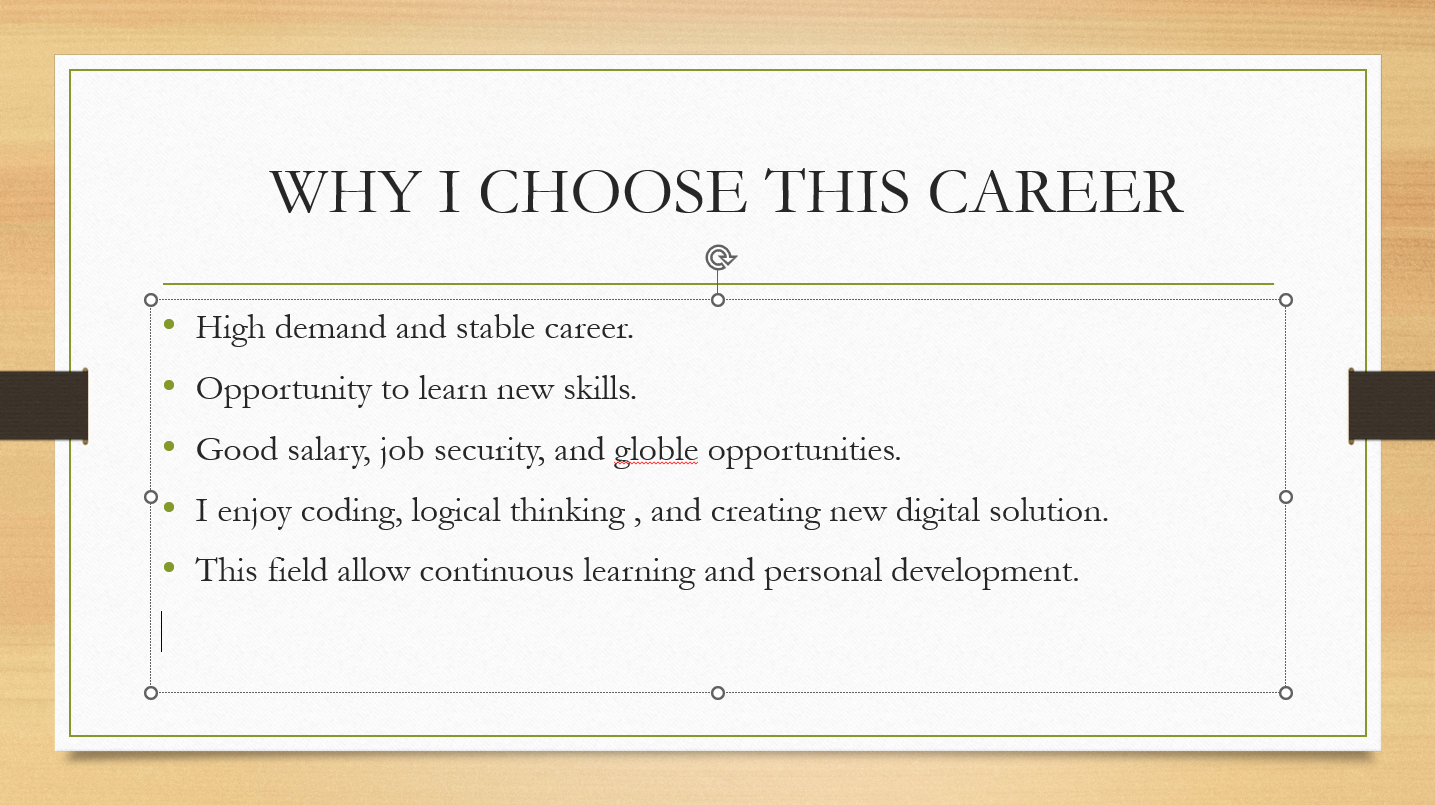 WHY I CHOOSE THIS CAREER
• High demand and stable career.
• Opportunity to learn new skills.
• Good salary, job security, and globle opportunities.
• I enjoy coding, logical thinking , and creating new digital solution.
• This field allow continuous learning and personal development.